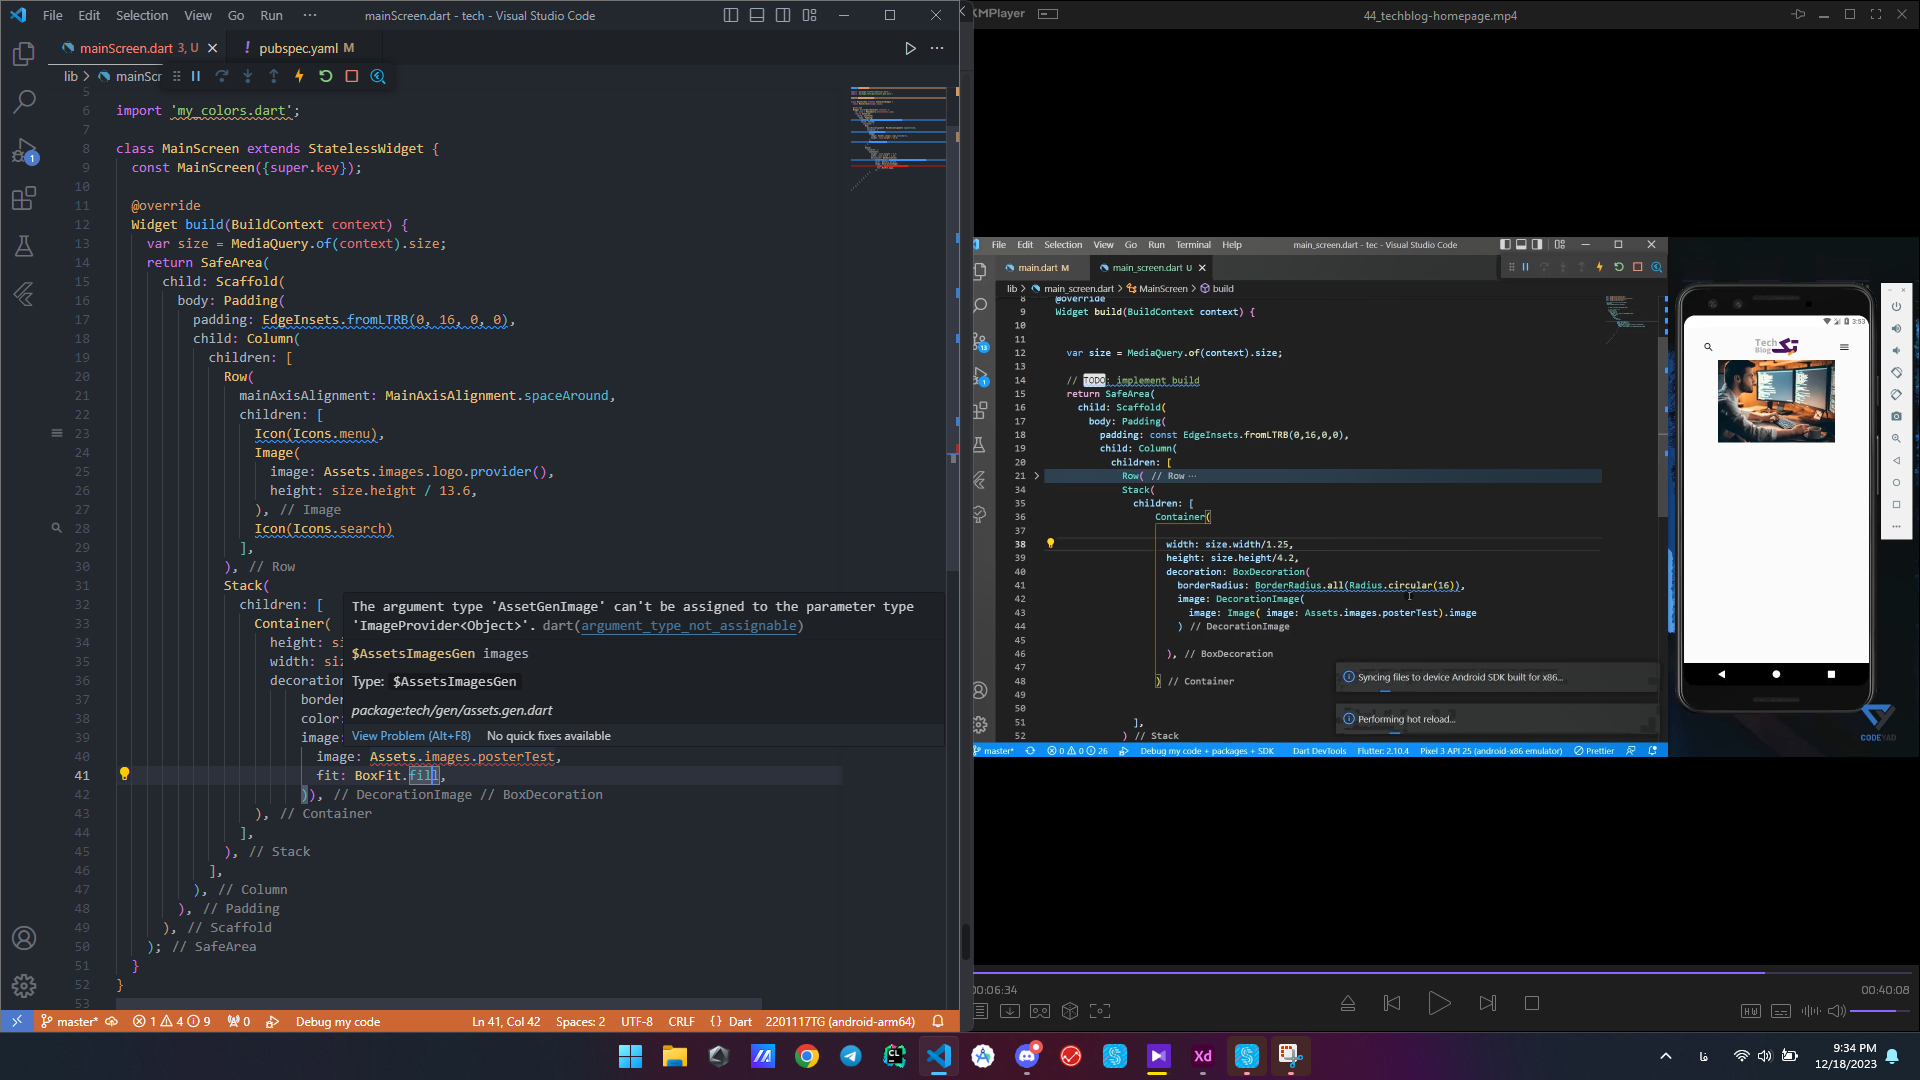 File Edit Selection View Go Run ··· mainScreen.dart - tech - Visual Studio Code
mainScreen.dart 3, U
! pubspec.yaml M
lib > mainScr
5
6 import 'my_colors.dart';
7
8 class MainScreen extends StatelessWidget {
9 const MainScreen({super.key});
10
11 @override
12 Widget build(BuildContext context) {
13 var size = MediaQuery.of(context).size;
14 return SafeArea(
15 child: Scaffold(
16 body: Padding(
17 padding: EdgeInsets.fromLTRB(0, 16, 0, 0),
18 child: Column(
19 children: [
20 Row(
21 mainAxisAlignment: MainAxisAlignment.spaceAround,
22 children: [
23 Icon(Icons.menu),
24 Image(
25 image: Assets.images.logo.provider(),
26 height: size.height / 13.6,
27 ), // Image
28 Icon(Icons.search)
29 ],
30 ), // Row
31 Stack(
32 children: [
33 Container(
34 height: si
35 width: siz
36 decoration
37 border
38 color:
39 image:
40 image: Assets.images.posterTest,
41 fit: BoxFit.fill,
42 )), // DecorationImage // BoxDecoration
43 ), // Container
44 ],
45 ), // Stack
46 ],
47 ), // Column
48 ), // Padding
49 ), // Scaffold
50 ); // SafeArea
51 }
52 }
53
The argument type 'AssetGenImage' can't be assigned to the parameter type
'ImageProvider<Object>'. dart(argument_type_not_assignable)
$AssetsImagesGen images
Type: $AssetsImagesGen
package:tech/gen/assets.gen.dart
View Problem (Alt+F8) No quick fixes available
master* 1 4 9 0 Debug my code Ln 41, Col 42 Spaces: 2 UTF-8 CRLF {} Dart 2201117TG (android-arm64)
KMPlayer 44_techblog-homepage.mp4
File Edit Selection View Go Run Terminal Help main_screen.dart - tec - Visual Studio Code
main.dart M main_screen.dart U
lib > main_screen.dart > MainScreen > build
8 @override
9 Widget build(BuildContext context) {
10
11
12 var size = MediaQuery.of(context).size;
13
14 // TODO: implement build
15 return SafeArea(
16 child: Scaffold(
17 body: Padding(
18 padding: const EdgeInsets.fromLTRB(0,16,0,0),
19 child: Column(
20 children: [
21 Row( // Row ···
34 Stack(
35 children: [
36 Container(
37
38 width: size.width/1.25,
39 height: size.height/4.2,
40 decoration: BoxDecoration(
41 borderRadius: BorderRadius.all(Radius.circular(16)),
42 image: DecorationImage(
43 image: Image( image: Assets.images.posterTest).image
44 ) // DecorationImage
45
46 ), // BoxDecoration
47
48 ) // Container
49
50
51 ],
52 ) // Stack
Syncing files to device Android SDK built for x86...
Performing hot reload...
13
1
master* 0 0 26 Debug my code + packages + SDK Dart DevTools Flutter: 2.10.4 Pixel 3 API 25 (android-x86 emulator) Prettier
3:53
Tech
Blog
CODEYAD
00:06:34
00:40:08
HW
CL
Xd
فا
9:34 PM
12/18/2023